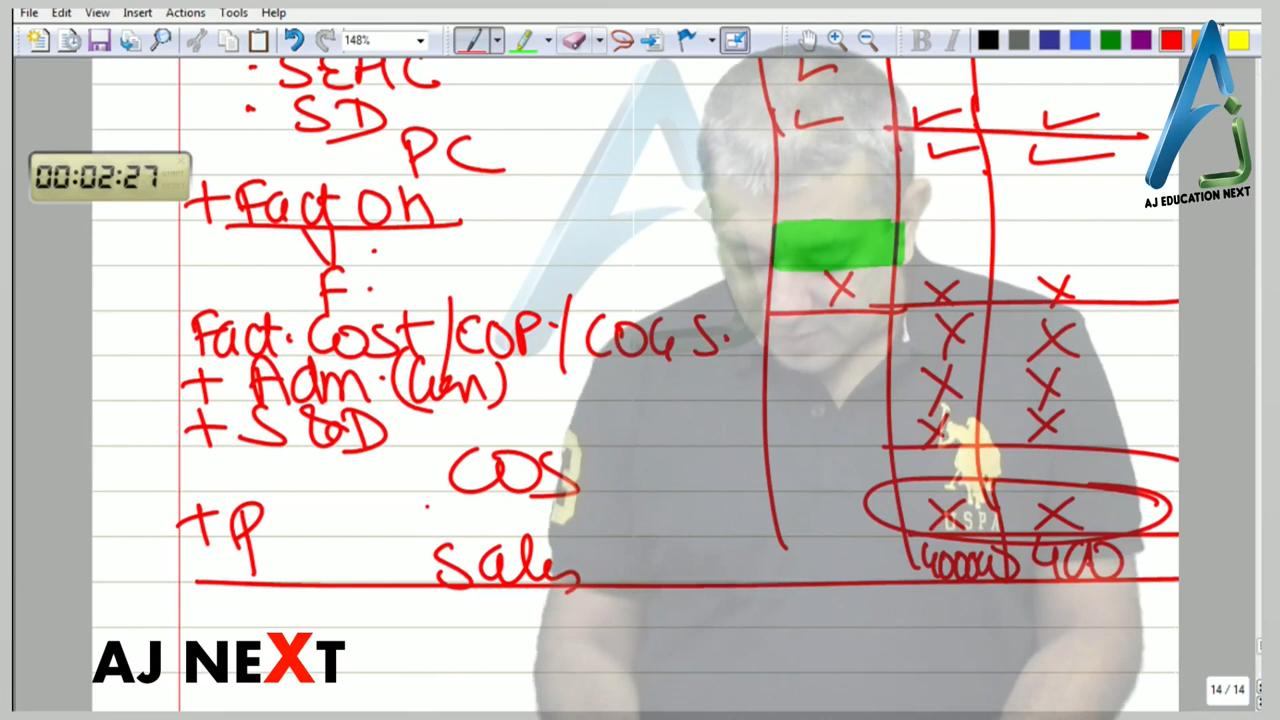 File Edit View Insert Actions Tools Help
148%
SEMC
SD
PC
00:02:27
AJ EDUCATION NEXT
+ Fact Oh
F.
X X X
Fact. Cost / COP / COGS. X X
+ Adm. (Gen) X X
+ S&D X X
COS
+ P X X
USPA
Sales 400
AJ NEXT
14 / 14